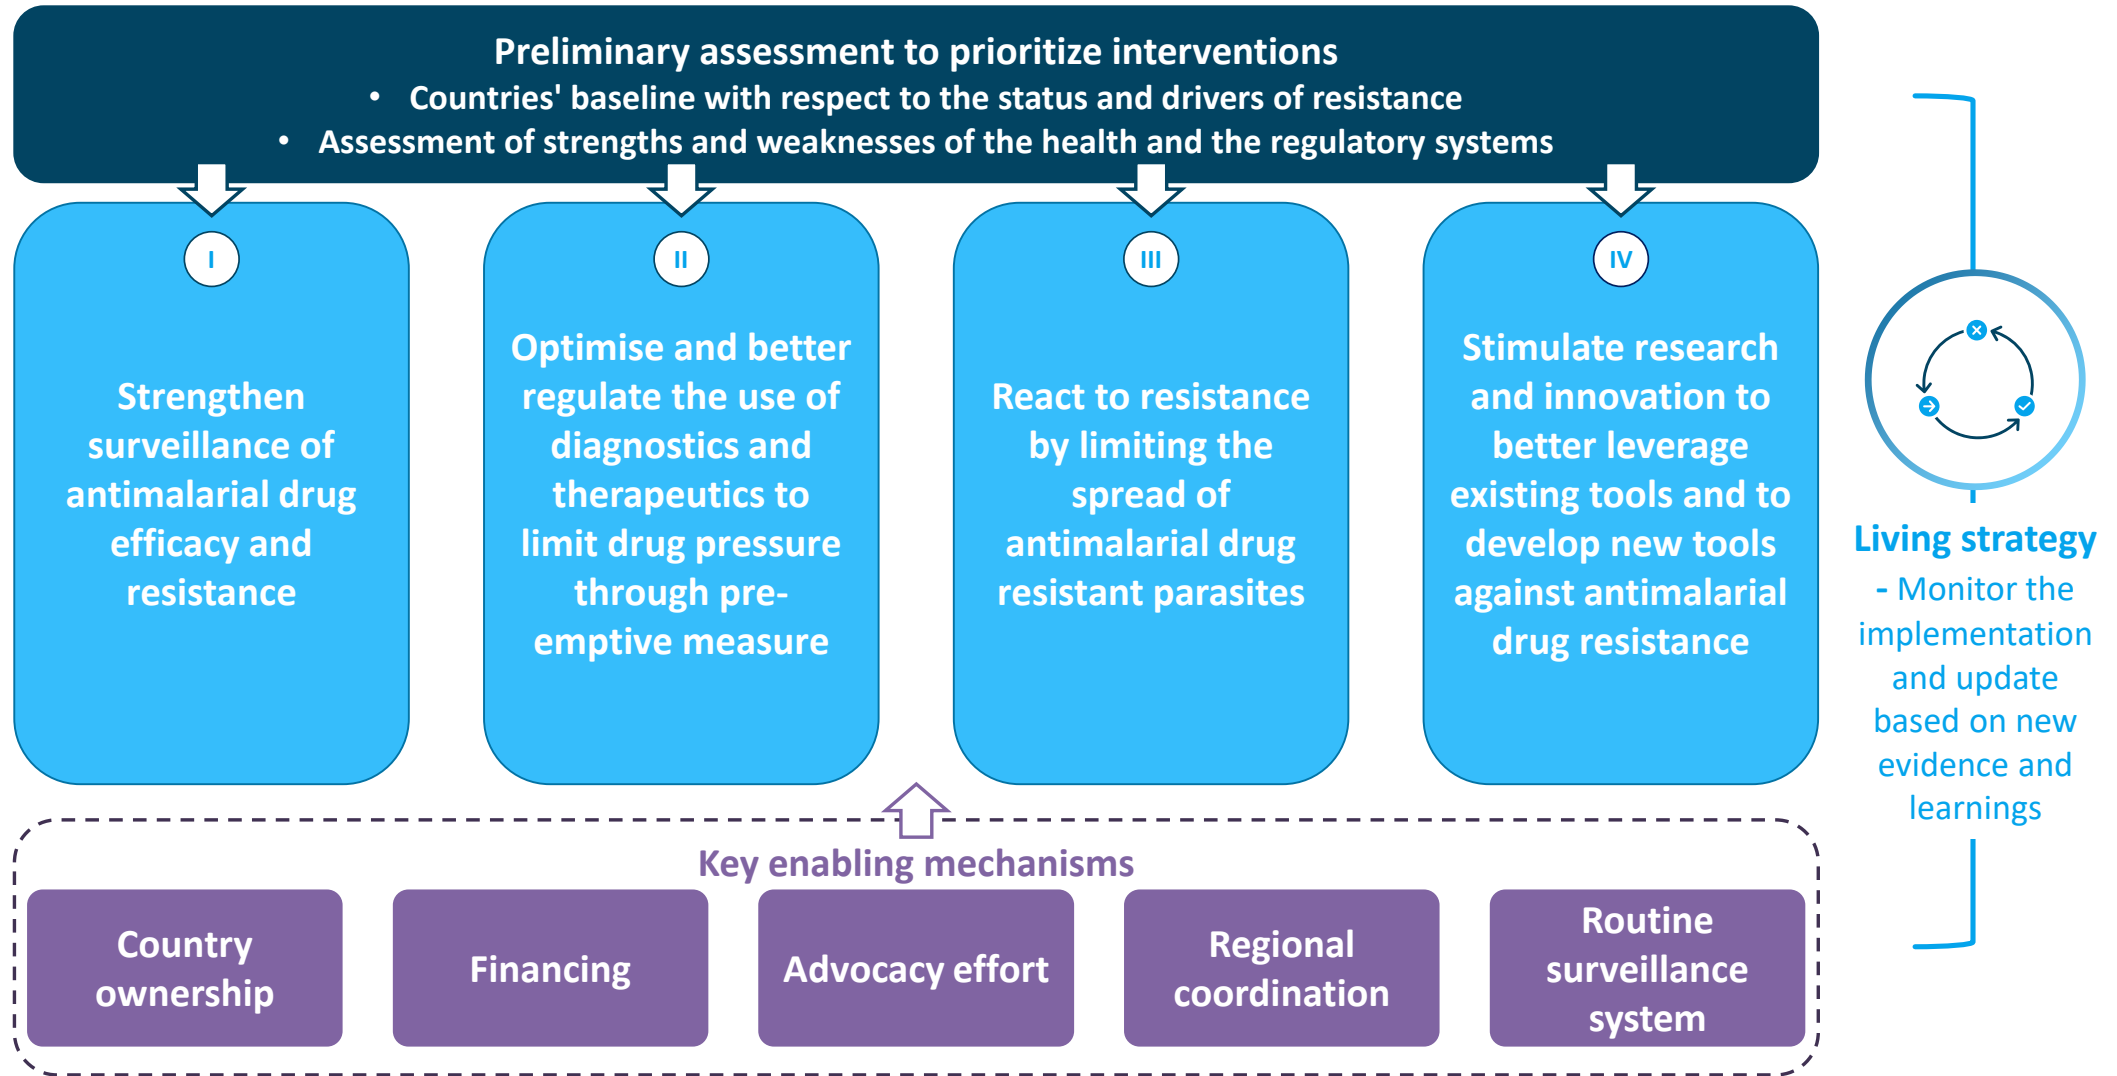 Preliminary assessment to prioritize interventions
• Countries' baseline with respect to the status and drivers of resistance
• Assessment of strengths and weaknesses of the health and the regulatory systems
I
Strengthen
surveillance of
antimalarial drug
efficacy and
resistance
II
Optimise and better
regulate the use of
diagnostics and
therapeutics to
limit drug pressure
through pre-
emptive measure
III
React to resistance
by limiting the
spread of
antimalarial drug
resistant parasites
IV
Stimulate research
and innovation to
better leverage
existing tools and to
develop new tools
against antimalarial
drug resistance
Living strategy
- Monitor the
implementation
and update
based on new
evidence and
learnings
Key enabling mechanisms
Country
ownership
Financing
Advocacy effort
Regional
coordination
Routine
surveillance
system